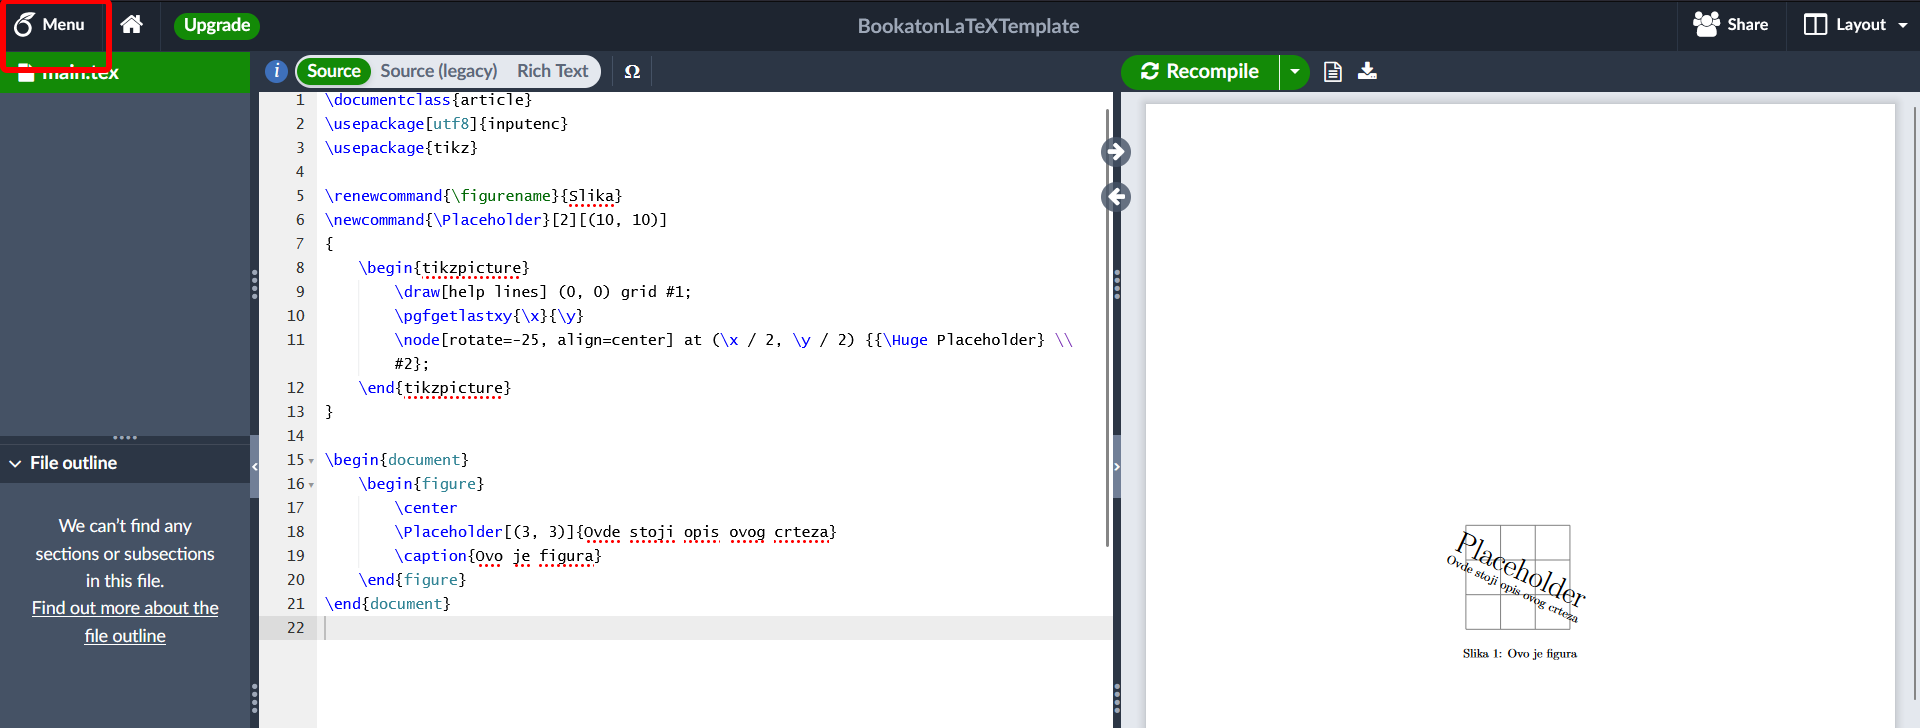 Menu
Upgrade
BookatonLaTeXTemplate
Share
Layout
main.tex
i
Source
Source (legacy)
Rich Text
Ω
Recompile
File outline
We can’t find any
sections or subsections
in this file.
Find out more about the
file outline
1 \documentclass{article}
2 \usepackage[utf8]{inputenc}
3 \usepackage{tikz}
4
5 \renewcommand{\figurename}{Slika}
6 \newcommand{\Placeholder}[2][(10, 10)]
7 {
8 \begin{tikzpicture}
9 \draw[help lines] (0, 0) grid #1;
10 \pgfgetlastxy{\x}{\y}
11 \node[rotate=-25, align=center] at (\x / 2, \y / 2) {{\Huge Placeholder} \\
#2};
12 \end{tikzpicture}
13 }
14
15 \begin{document}
16 \begin{figure}
17 \center
18 \Placeholder[(3, 3)]{Ovde stoji opis ovog crteza}
19 \caption{Ovo je figura}
20 \end{figure}
21 \end{document}
22
Placeholder
Ovde stoji opis ovog crteza
Slika 1: Ovo je figura